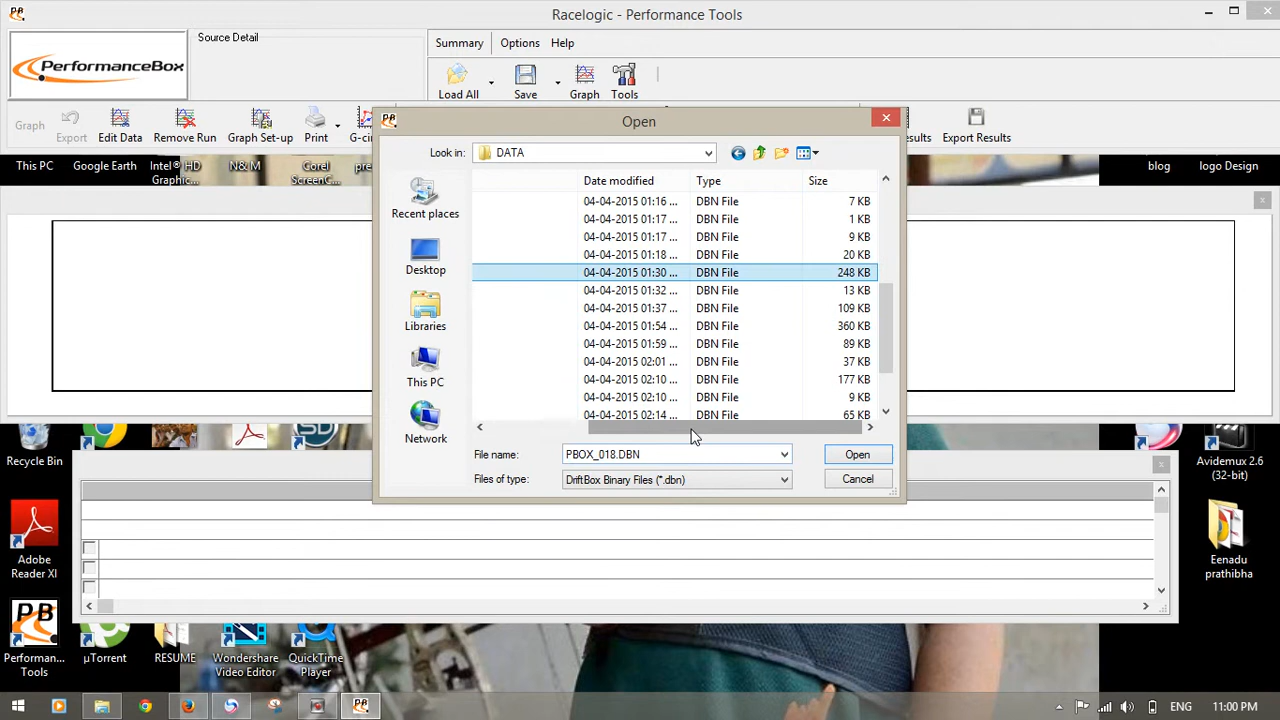 Racelogic - Performance Tools
PerformanceBox
Source Detail
Summary Options Help
Load All Save Graph Tools
Graph Export Edit Data Remove Run Graph Set-up Print Export Results
Open
Look in: DATA
This PC Google Earth Intel® HD Graphic... N& M Corel ScreenC... blog logo Design
Date modified Type Size
04-04-2015 01:16 ... DBN File 7 KB
04-04-2015 01:17 ... DBN File 1 KB
04-04-2015 01:17 ... DBN File 9 KB
04-04-2015 01:18 ... DBN File 20 KB
04-04-2015 01:30 ... DBN File 248 KB
04-04-2015 01:32 ... DBN File 13 KB
04-04-2015 01:37 ... DBN File 109 KB
04-04-2015 01:54 ... DBN File 360 KB
04-04-2015 01:59 ... DBN File 89 KB
04-04-2015 02:01 ... DBN File 37 KB
04-04-2015 02:10 ... DBN File 177 KB
04-04-2015 02:10 ... DBN File 9 KB
04-04-2015 02:14 ... DBN File 65 KB
Recent places
Desktop
Libraries
This PC
Network
File name: PBOX_018.DBN Open
Files of type: DriftBox Binary Files (*.dbn) Cancel
Recycle Bin
Avidemux 2.6 (32-bit)
Adobe Reader XI
Eenadu prathibha
Performan... Tools
µTorrent
RESUME
Wondershare Video Editor
QuickTime Player
ENG 11:00 PM